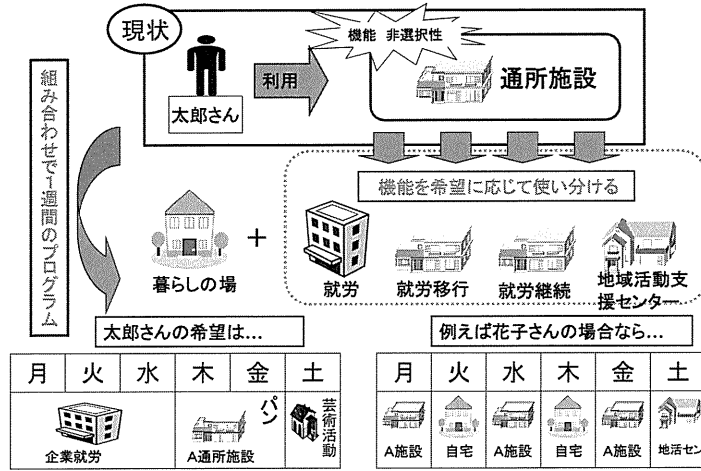 現状
機能 非選択性
太郎さん
利用
通所施設
組み合わせで1週間のプログラム
機能を希望に応じて使い分ける
暮らしの場
+
就労
就労移行
就労継続
地域活動支
援センター
太郎さんの希望は...
月 火 水 木 金 土
企業就労
A通所施設
パン
芸術活動
例えば花子さんの場合なら...
月 火 水 木 金 土
A施設 自宅 A施設 自宅 A施設 地活セン